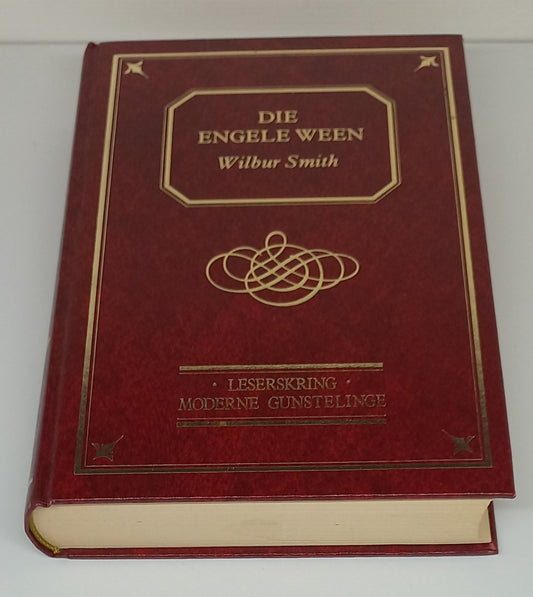 DIE
ENGELE WEEN
Wilbur Smith
· LESERSKRING ·
MODERNE GUNSTELINGE